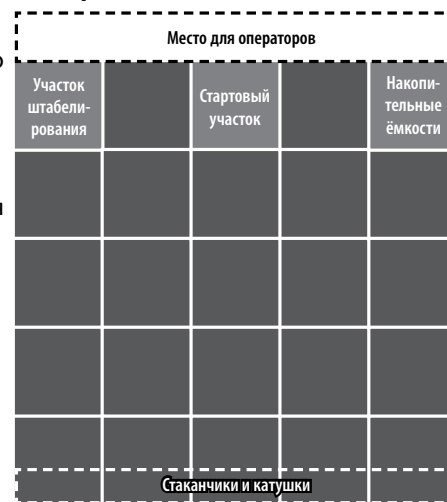 Место для операторов
Участок
штабели-
рования
Стартовый
участок
Накопи-
тельные
ёмкости
Стаканчики и катушки